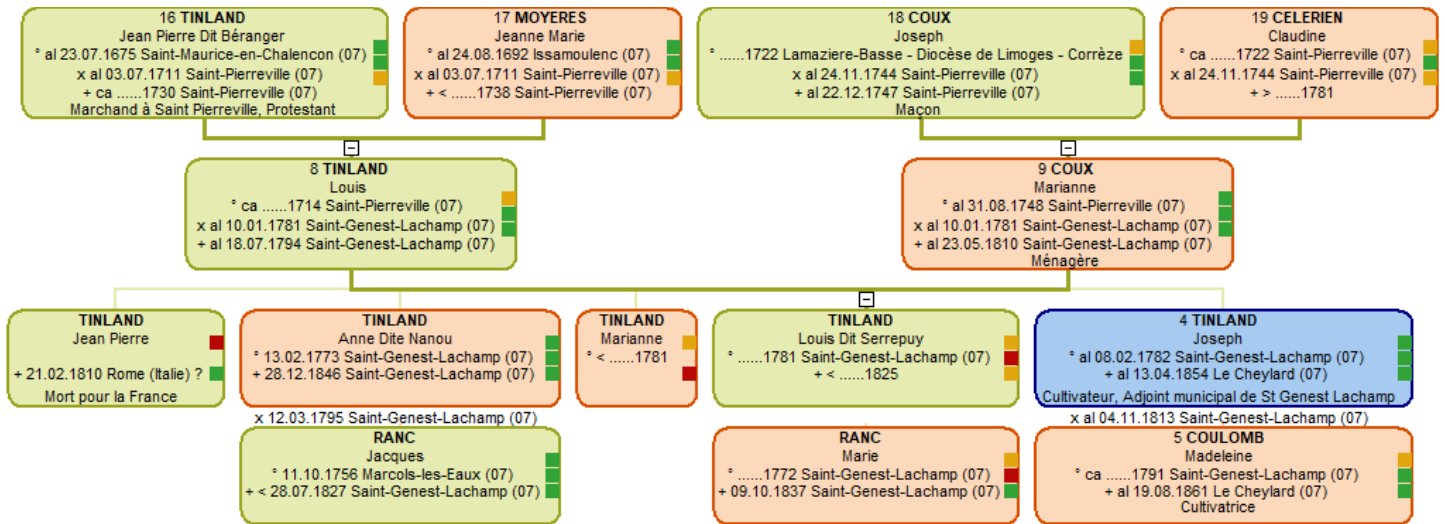 16 TINLAND
Jean Pierre Dit Béranger
° al 23.07.1675 Saint-Maurice-en-Chalencon (07)
x al 03.07.1711 Saint-Pierreville (07)
+ ca ......1730 Saint-Pierreville (07)
Marchand à Saint Pierreville, Protestant
17 MOYERES
Jeanne Marie
° al 24.08.1692 Issamoulenc (07)
x al 03.07.1711 Saint-Pierreville (07)
+ < ......1738 Saint-Pierreville (07)
18 COUX
Joseph
° ......1722 Lamaziere-Basse - Diocèse de Limoges - Corrèze
x al 24.11.1744 Saint-Pierreville (07)
+ al 22.12.1747 Saint-Pierreville (07)
Maçon
19 CELERIEN
Claudine
° ca ......1722 Saint-Pierreville (07)
x al 24.11.1744 Saint-Pierreville (07)
+ > ......1781
8 TINLAND
Louis
° ca ......1714 Saint-Pierreville (07)
x al 10.01.1781 Saint-Genest-Lachamp (07)
+ al 18.07.1794 Saint-Genest-Lachamp (07)
9 COUX
Marianne
° al 31.08.1748 Saint-Pierreville (07)
x al 10.01.1781 Saint-Genest-Lachamp (07)
+ al 23.05.1810 Saint-Genest-Lachamp (07)
Ménagère
TINLAND
Jean Pierre
+ 21.02.1810 Rome (Italie) ?
Mort pour la France
TINLAND
Anne Dite Nanou
° 13.02.1773 Saint-Genest-Lachamp (07)
+ 28.12.1846 Saint-Genest-Lachamp (07)
x 12.03.1795 Saint-Genest-Lachamp (07)
RANC
Jacques
° 11.10.1756 Marcols-les-Eaux (07)
+ < 28.07.1827 Saint-Genest-Lachamp (07)
TINLAND
Marianne
° < ......1781
TINLAND
Louis Dit Serrepuy
° ......1781 Saint-Genest-Lachamp (07)
+ < ......1825
RANC
Marie
° ......1772 Saint-Genest-Lachamp (07)
+ 09.10.1837 Saint-Genest-Lachamp (07)
4 TINLAND
Joseph
° al 08.02.1782 Saint-Genest-Lachamp (07)
+ al 13.04.1854 Le Cheylard (07)
Cultivateur, Adjoint municipal de St Genest Lachamp
x al 04.11.1813 Saint-Genest-Lachamp (07)
5 COULOMB
Madeleine
° ca ......1791 Saint-Genest-Lachamp (07)
+ al 19.08.1861 Le Cheylard (07)
Cultivatrice